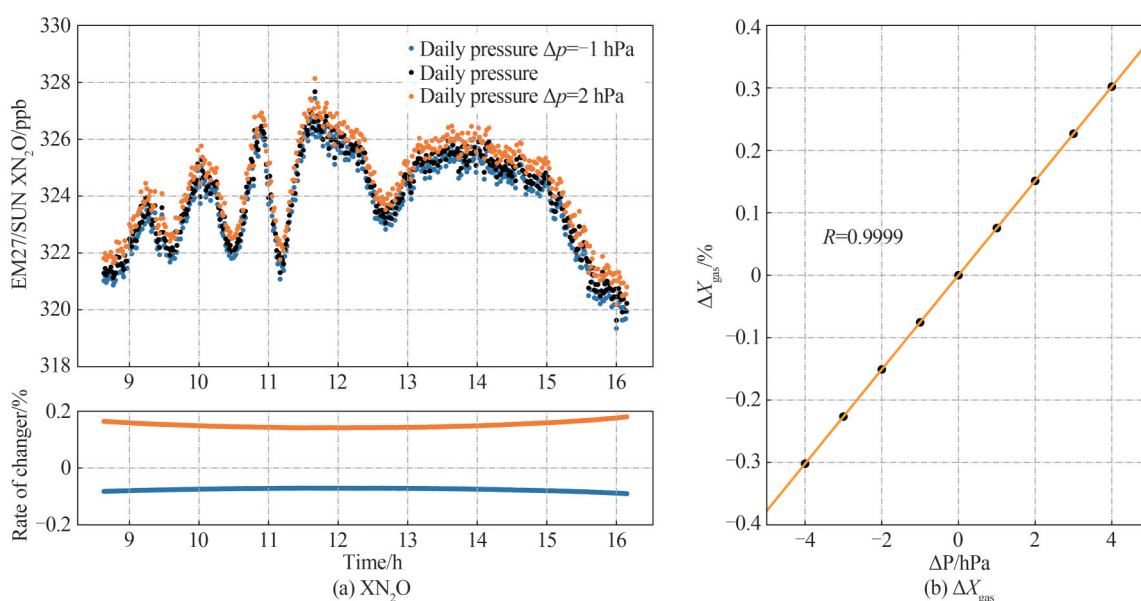 Daily pressure Δp=−1 hPa
Daily pressure
Daily pressure Δp=2 hPa
EM27/SUN XN₂O/ppb
328
326
324
322
320
318
9 10 11 12 13 14 15 16
Rate of changer/%
0.2
0
−0.2
9 10 11 12 13 14 15 16
Time/h
(a) XN₂O
0.4
0.3
0.2
0.1
0
−0.1
−0.2
−0.3
−0.4
ΔX_gas/%
R=0.9999
−4 −2 0 2 4
ΔP/hPa
(b) ΔX_gas